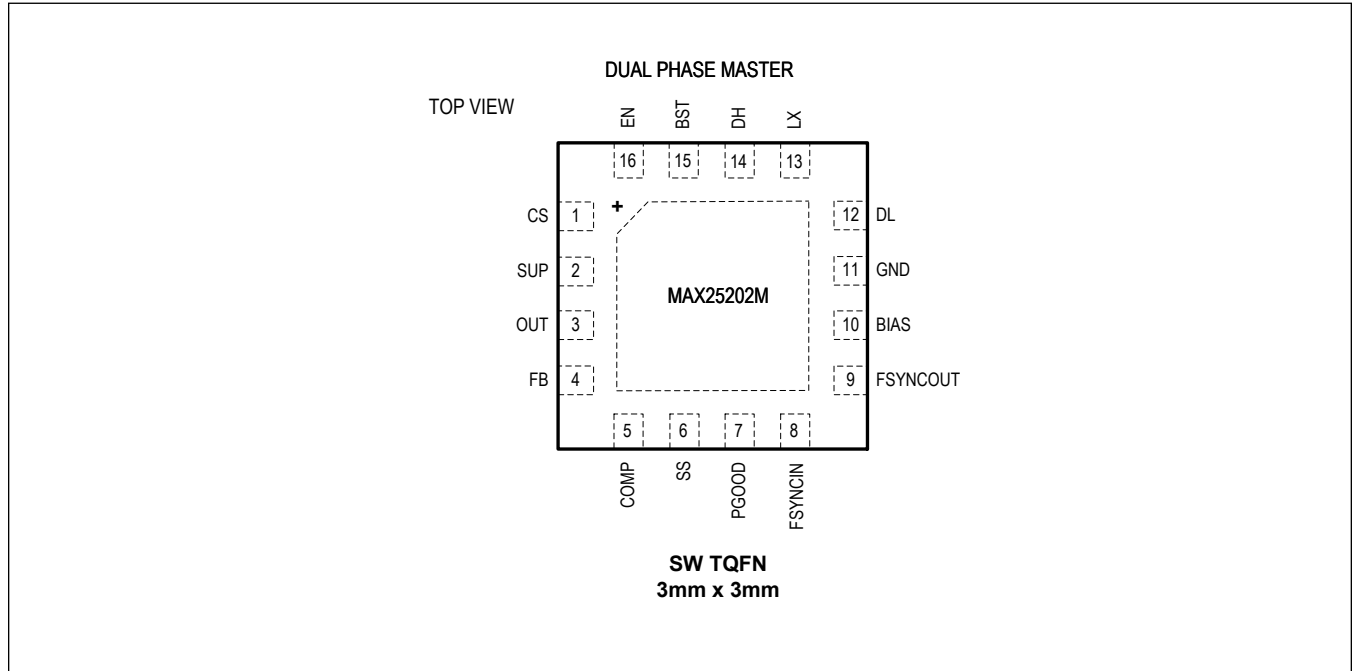 DUAL PHASE MASTER
TOP VIEW
EN
BST
DH
LX
16
15
14
13
CS 1
+
12 DL
SUP 2
11 GND
MAX25202M
OUT 3
10 BIAS
FB 4
9 FSYNCOUT
5
6
7
8
COMP
SS
PGOOD
FSYNCIN
SW TQFN
3mm x 3mm